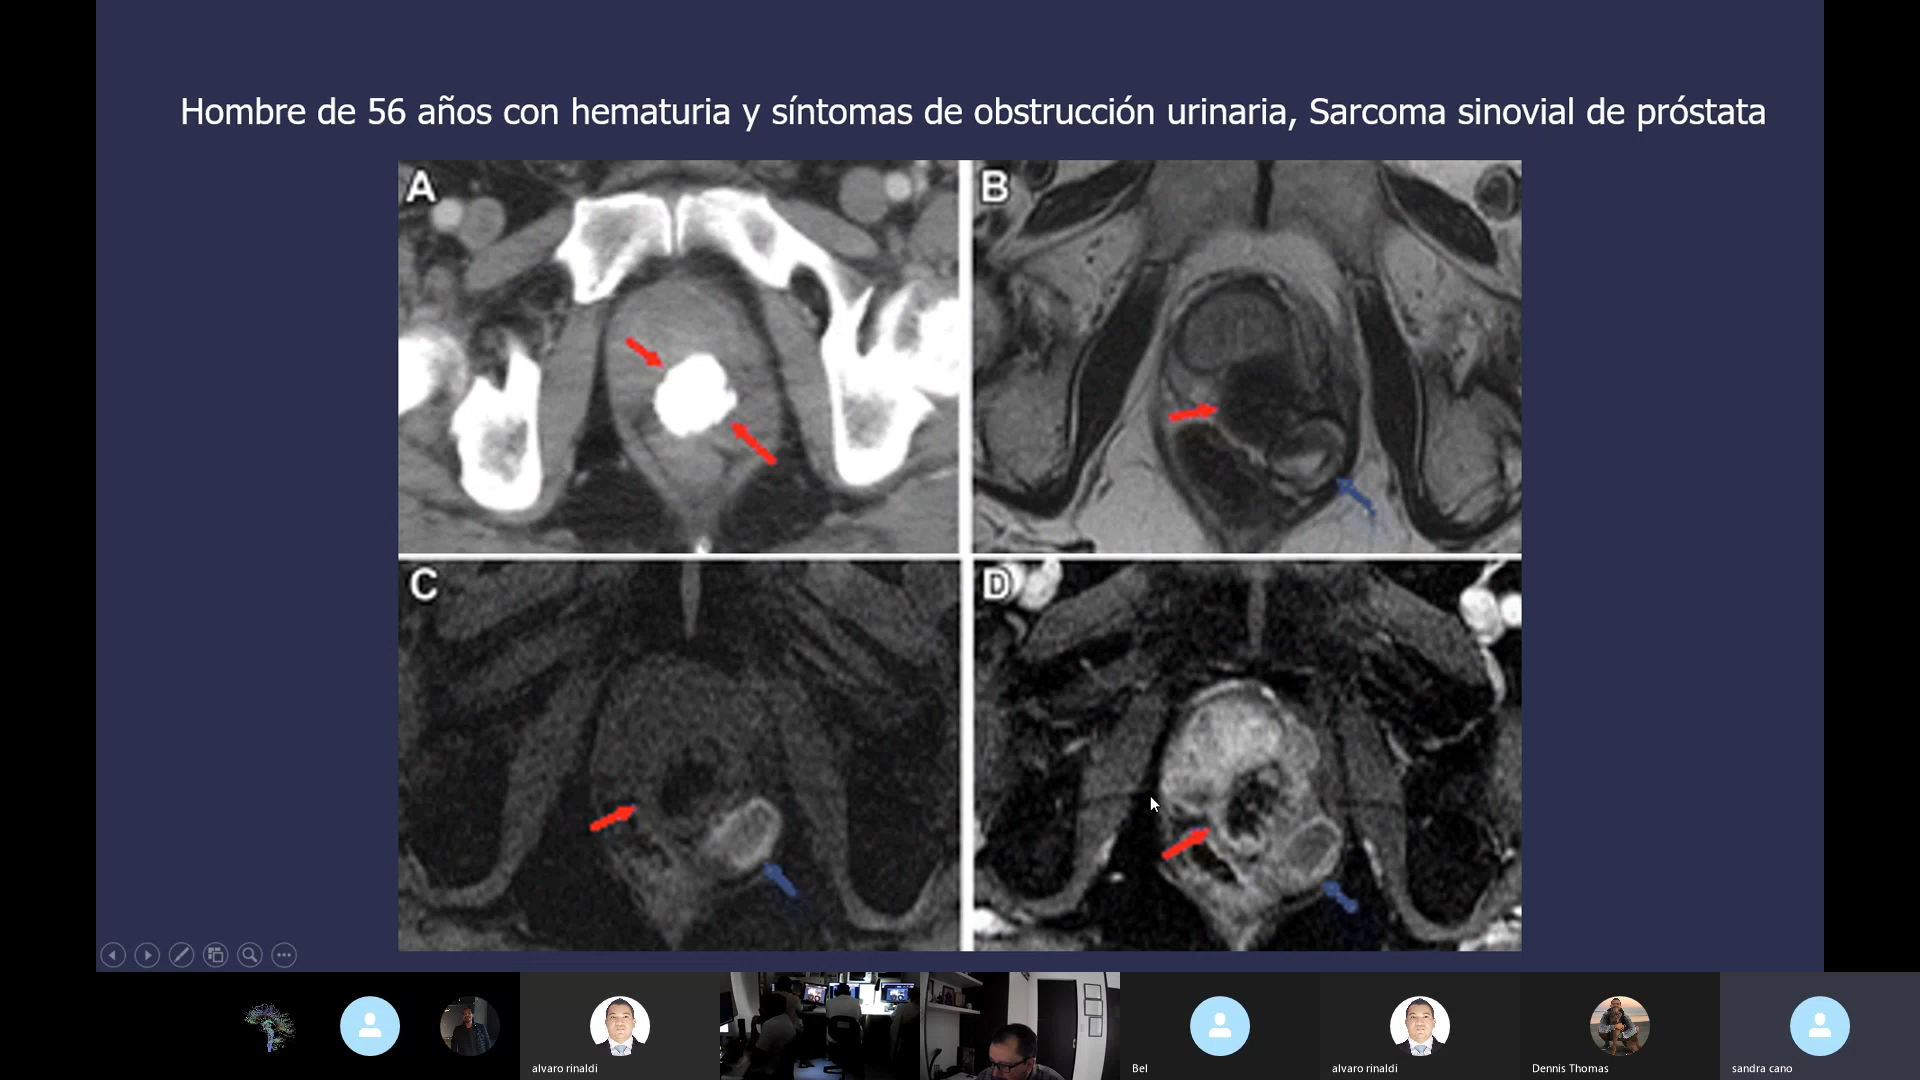 Hombre de 56 años con hematuria y síntomas de obstrucción urinaria, Sarcoma sinovial de próstata
A
B
C
D
alvaro rinaldi
Bel
alvaro rinaldi
Dennis Thomas
sandra cano